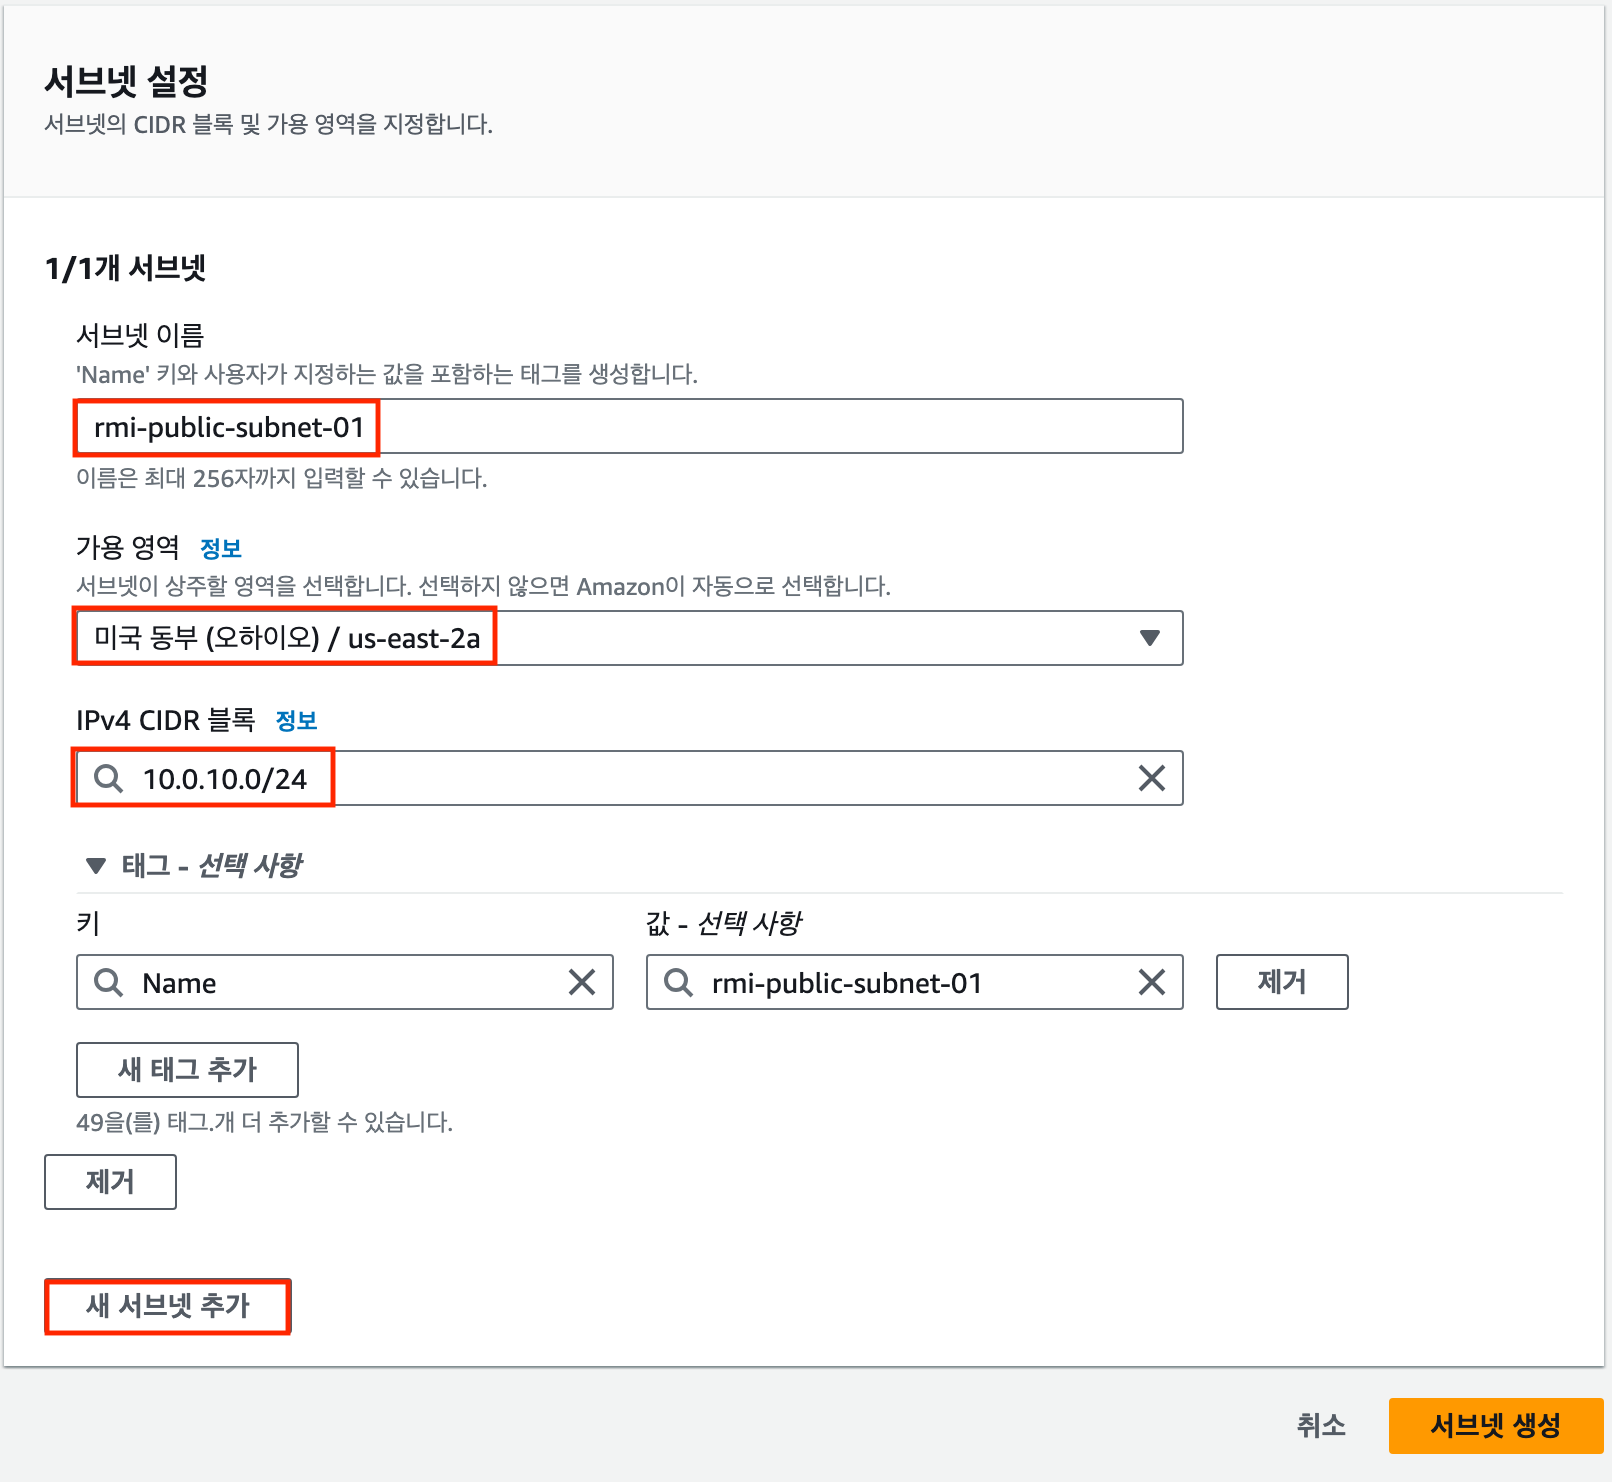 서브넷 설정
서브넷의 CIDR 블록 및 가용 영역을 지정합니다.
1/1개 서브넷
서브넷 이름
'Name' 키와 사용자가 지정하는 값을 포함하는 태그를 생성합니다.
rmi-public-subnet-01
이름은 최대 256자까지 입력할 수 있습니다.
가용 영역 정보
서브넷이 상주할 영역을 선택합니다. 선택하지 않으면 Amazon이 자동으로 선택합니다.
미국 동부 (오하이오) / us-east-2a
IPv4 CIDR 블록 정보
10.0.10.0/24
태그 - 선택 사항
키 값 - 선택 사항
Name rmi-public-subnet-01 제거
새 태그 추가
49을(를) 태그.개 더 추가할 수 있습니다.
제거
새 서브넷 추가
취소 서브넷 생성